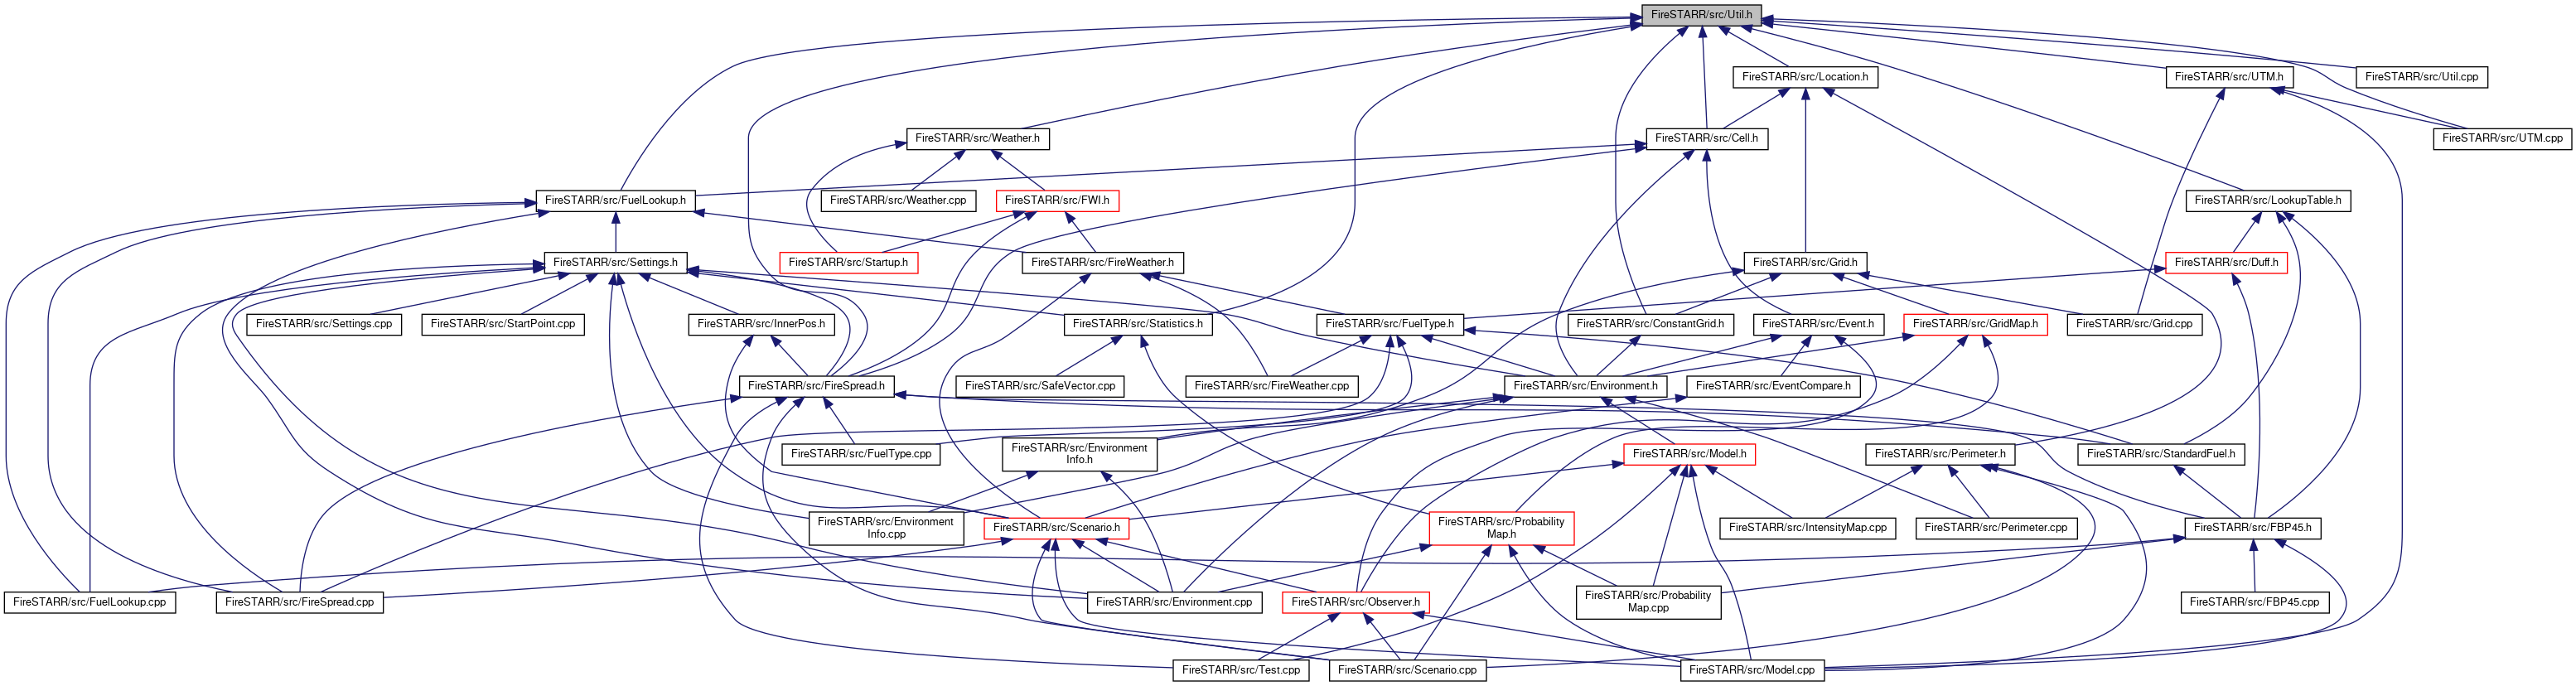 FireSTARR/src/Util.h
FireSTARR/src/Location.h
FireSTARR/src/UTM.h
FireSTARR/src/Util.cpp
FireSTARR/src/Weather.h
FireSTARR/src/Cell.h
FireSTARR/src/UTM.cpp
FireSTARR/src/FuelLookup.h
FireSTARR/src/Weather.cpp
FireSTARR/src/FWI.h
FireSTARR/src/LookupTable.h
FireSTARR/src/Settings.h
FireSTARR/src/Startup.h
FireSTARR/src/FireWeather.h
FireSTARR/src/Grid.h
FireSTARR/src/Duff.h
FireSTARR/src/Settings.cpp
FireSTARR/src/StartPoint.cpp
FireSTARR/src/InnerPos.h
FireSTARR/src/Statistics.h
FireSTARR/src/FuelType.h
FireSTARR/src/ConstantGrid.h
FireSTARR/src/Event.h
FireSTARR/src/GridMap.h
FireSTARR/src/Grid.cpp
FireSTARR/src/FireSpread.h
FireSTARR/src/SafeVector.cpp
FireSTARR/src/FireWeather.cpp
FireSTARR/src/Environment.h
FireSTARR/src/EventCompare.h
FireSTARR/src/FuelType.cpp
FireSTARR/src/Environment
Info.h
FireSTARR/src/Model.h
FireSTARR/src/Perimeter.h
FireSTARR/src/StandardFuel.h
FireSTARR/src/Environment
Info.cpp
FireSTARR/src/Scenario.h
FireSTARR/src/Probability
Map.h
FireSTARR/src/IntensityMap.cpp
FireSTARR/src/Perimeter.cpp
FireSTARR/src/FBP45.h
FireSTARR/src/FuelLookup.cpp
FireSTARR/src/FireSpread.cpp
FireSTARR/src/Environment.cpp
FireSTARR/src/Observer.h
FireSTARR/src/Probability
Map.cpp
FireSTARR/src/FBP45.cpp
FireSTARR/src/Test.cpp
FireSTARR/src/Scenario.cpp
FireSTARR/src/Model.cpp